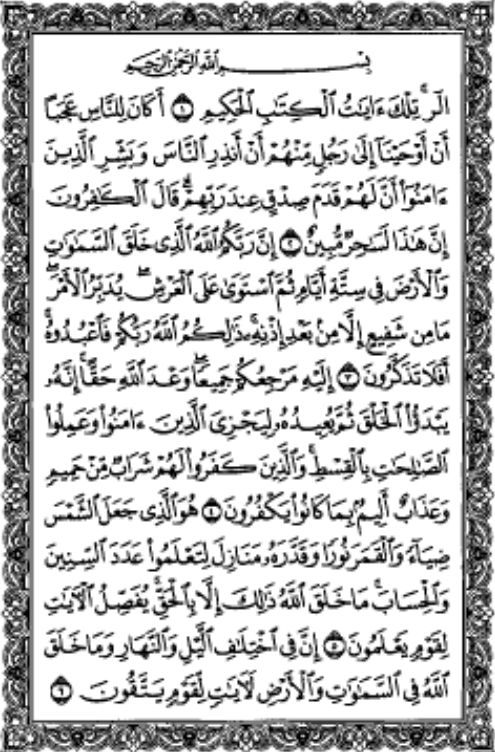 بِسْمِ ٱللَّهِ ٱلرَّحْمَٰنِ ٱلرَّحِيمِ
الٓر ۚ تِلْكَ ءَايَٰتُ ٱلْكِتَٰبِ ٱلْحَكِيمِ ١ أَكَانَ لِلنَّاسِ عَجَبًا
أَنْ أَوْحَيْنَآ إِلَىٰ رَجُلٍ مِّنْهُمْ أَنْ أَنذِرِ ٱلنَّاسَ وَبَشِّرِ ٱلَّذِينَ
ءَامَنُوٓا۟ أَنَّ لَهُمْ قَدَمَ صِدْقٍ عِندَ رَبِّهِمْ ۗ قَالَ ٱلْكَٰفِرُونَ
إِنَّ هَٰذَا لَسَٰحِرٌ مُّبِينٌ ٢ إِنَّ رَبَّكُمُ ٱللَّهُ ٱلَّذِى خَلَقَ ٱلسَّمَٰوَٰتِ
وَٱلْأَرْضَ فِى سِتَّةِ أَيَّامٍ ثُمَّ ٱسْتَوَىٰ عَلَى ٱلْعَرْشِ ۖ يُدَبِّرُ ٱلْأَمْرَ ۖ
مَا مِن شَفِيعٍ إِلَّا مِنۢ بَعْدِ إِذْنِهِۦ ۚ ذَٰلِكُمُ ٱللَّهُ رَبُّكُمْ فَٱعْبُدُوهُ ۚ
أَفَلَا تَذَكَّرُونَ ٣ إِلَيْهِ مَرْجِعُكُمْ جَمِيعًا ۖ وَعْدَ ٱللَّهِ حَقًّا ۚ إِنَّهُۥ
يَبْدَؤُا۟ ٱلْخَلْقَ ثُمَّ يُعِيدُهُۥ لِيَجْزِىَ ٱلَّذِينَ ءَامَنُوا۟ وَعَمِلُوا۟
ٱلصَّٰلِحَٰتِ بِٱلْقِسْطِ ۚ وَٱلَّذِينَ كَفَرُوا۟ لَهُمْ شَرَابٌ مِّنْ حَمِيمٍ
وَعَذَابٌ أَلِيمٌۢ بِمَا كَانُوا۟ يَكْفُرُونَ ٤ هُوَ ٱلَّذِى جَعَلَ ٱلشَّمْسَ
ضِيَآءً وَٱلْقَمَرَ نُورًا وَقَدَّرَهُۥ مَنَازِلَ لِتَعْلَمُوا۟ عَدَدَ ٱلسِّنِينَ
وَٱلْحِسَابَ ۚ مَا خَلَقَ ٱللَّهُ ذَٰلِكَ إِلَّا بِٱلْحَقِّ ۚ يُفَصِّلُ ٱلْءَايَٰتِ
لِقَوْمٍ يَعْلَمُونَ ٥ إِنَّ فِى ٱخْتِلَٰفِ ٱلَّيْلِ وَٱلنَّهَارِ وَمَا خَلَقَ
ٱللَّهُ فِى ٱلسَّمَٰوَٰتِ وَٱلْأَرْضِ لَءَايَٰتٍ لِّقَوْمٍ يَتَّقُونَ ٦